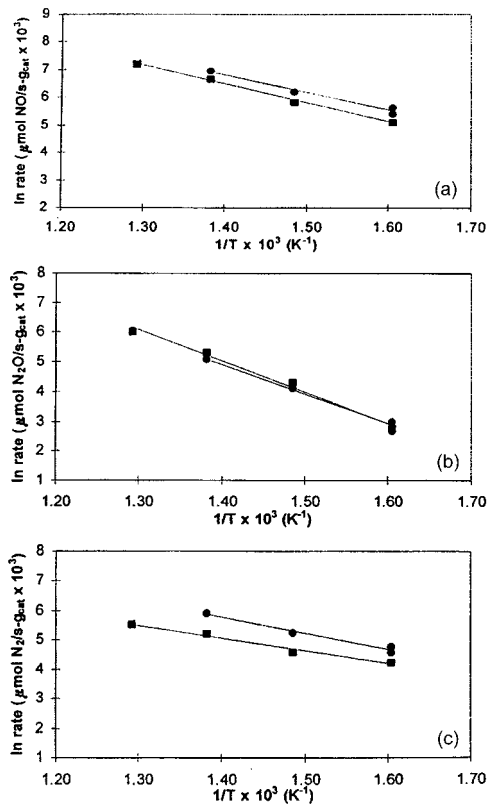 9
8
7
6
5
4
3
2
ln rate (μmol NO/s-gcat x 10³)
(a)
1.20 1.30 1.40 1.50 1.60 1.70
1/T x 10³ (K⁻¹)
8
7
6
5
4
3
2
1
ln rate (μmol N₂O/s-gcat x 10³)
(b)
1.20 1.30 1.40 1.50 1.60 1.70
1/T x 10³ (K⁻¹)
8
7
6
5
4
3
2
1
ln rate (μmol N₂/s-gcat x 10³)
(c)
1.20 1.30 1.40 1.50 1.60 1.70
1/T x 10³ (K⁻¹)